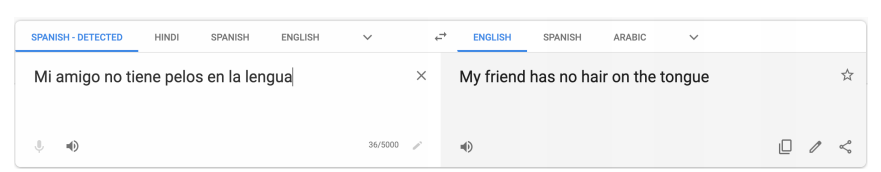 SPANISH - DETECTED HINDI SPANISH ENGLISH ENGLISH SPANISH ARABIC
Mi amigo no tiene pelos en la lengua My friend has no hair on the tongue
36/5000